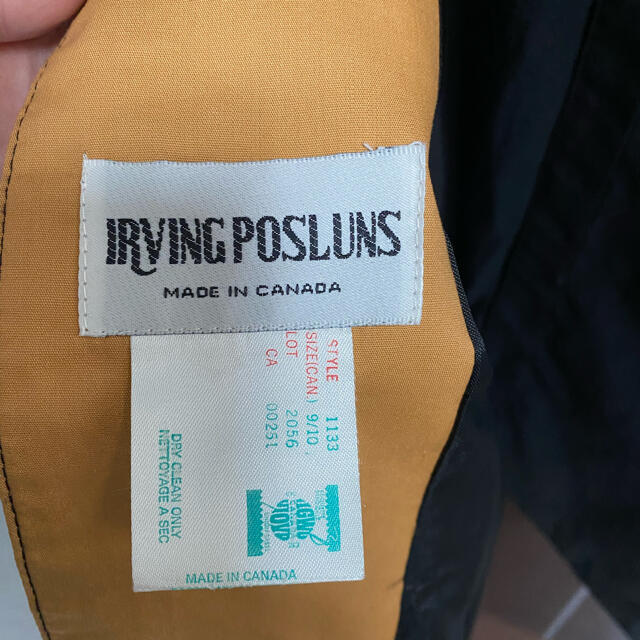 IRVING POSLUNS
MADE IN CANADA
STYLE 1133
SIZE(CAN.) 9/10
LOT 2056
CA 00251
DRY CLEAN ONLY
NETTOYAGE A SEC
MADE IN CANADA